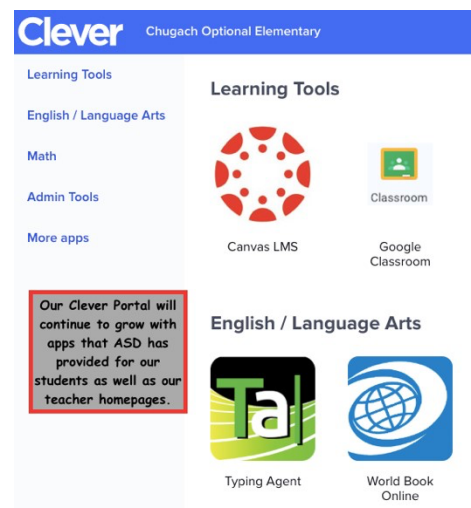 Clever
Chugach Optional Elementary
Learning Tools
English / Language Arts
Math
Admin Tools
More apps
Our Clever Portal will
continue to grow with
apps that ASD has
provided for our
students as well as our
teacher homepages.
Learning Tools
Classroom
Canvas LMS
Google
Classroom
English / Language Arts
Ta
Typing Agent
World Book
Online